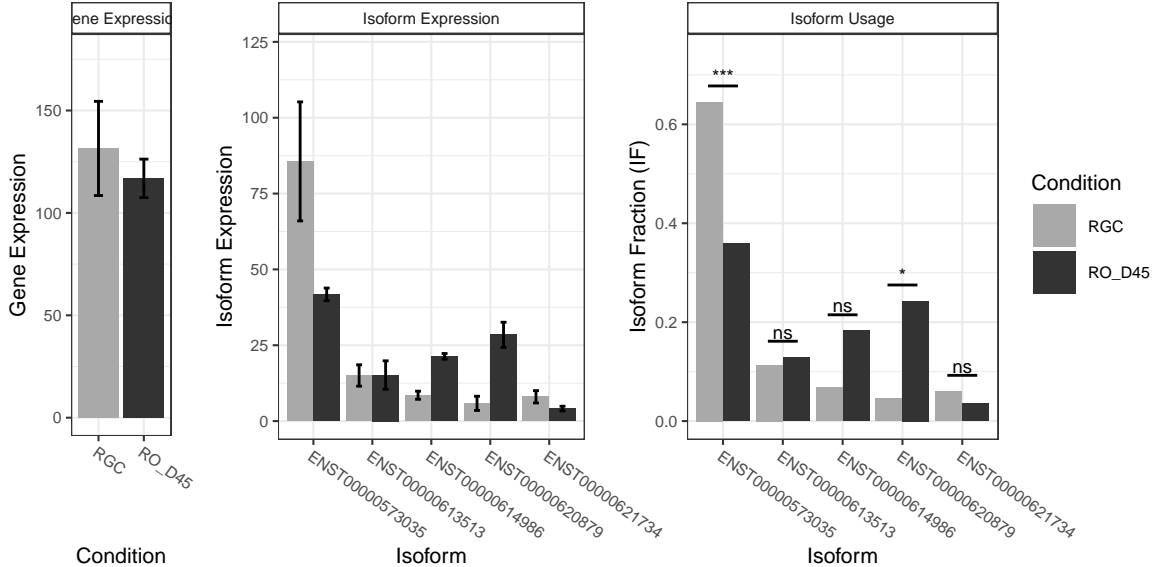 ene Expressio
Gene Expression
150
100
50
0
RGC
RO_D45
Condition
Isoform Expression
Isoform Expression
125
100
75
50
25
0
ENST00000573035
ENST00000613513
ENST00000614986
ENST00000620879
ENST00000621734
Isoform
Isoform Usage
Isoform Fraction (IF)
0.6
0.4
0.2
0.0
***
ns
ns
*
ns
ENST00000573035
ENST00000613513
ENST00000614986
ENST00000620879
ENST00000621734
Isoform
Condition
RGC
RO_D45